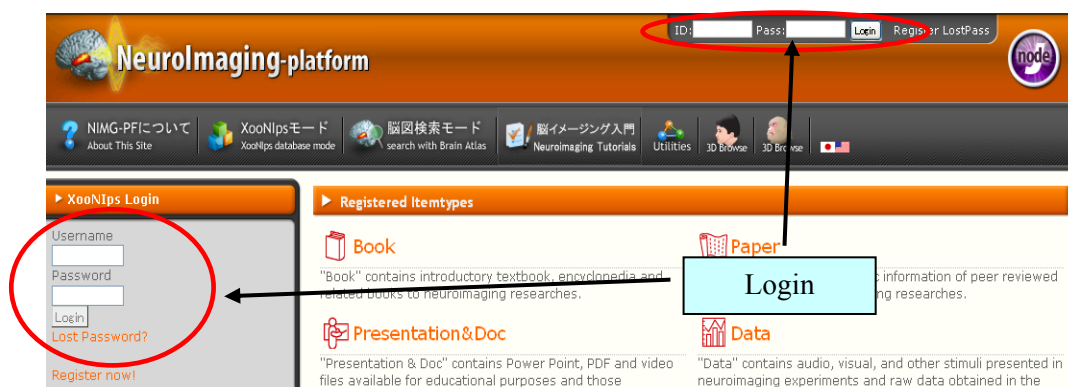 ID: Pass: Login Register LostPass
NeuroImaging-platform
node
NIMG-PFについて
About This Site
XooNIpsモード
XooNIps database mode
脳図検索モード
search with Brain Atlas
脳イメージング入門
Neuroimaging Tutorials
Utilities
3D Browse
3D Browse
XooNIps Login
Username
Password
Login
Lost Password?
Register now!
Registered Itemtypes
Book
"Book" contains introductory textbook, encyclopedia and
related books to neuroimaging researches.
Paper
information of peer reviewed
researches.
Login
Presentation&Doc
"Presentation & Doc" contains Power Point, PDF and video
files available for educational purposes and those
Data
"Data" contains audio, visual, and other stimuli presented in
neuroimaging experiments and raw data obtained in the